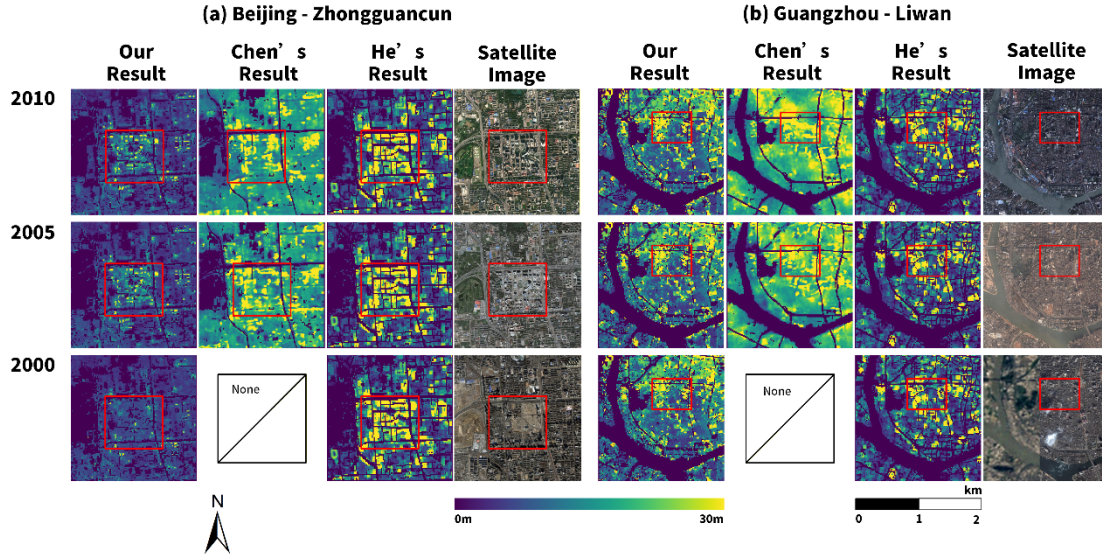 (a) Beijing - Zhongguancun
(b) Guangzhou - Liwan
Our Result
Chen’s Result
He’s Result
Satellite Image
Our Result
Chen’s Result
He’s Result
Satellite Image
2010
2005
2000
None
None
N
0m
30m
km
0
1
2